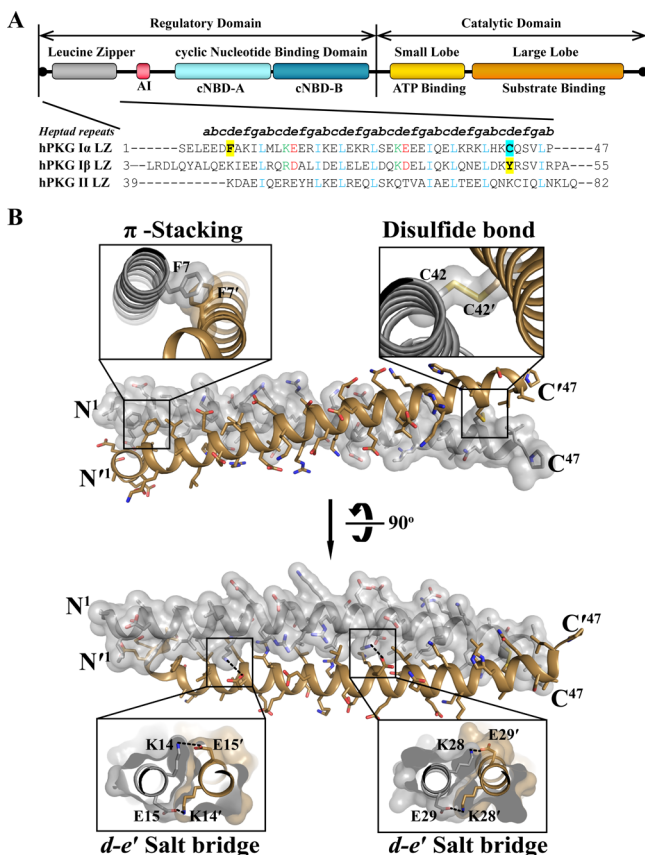 A
Regulatory Domain
Catalytic Domain
Leucine Zipper
cyclic Nucleotide Binding Domain
Small Lobe
Large Lobe
AI
cNBD-A
cNBD-B
ATP Binding
Substrate Binding
Heptad repeats
abcdefgabcdefgabcdefgabcdefgabcdefgabcdefgab
hPKG Iα LZ 1------SELEEDFAKILMLKEERIKELEKRLSEKEEEIQELKRKLHKCQSVLP---47
hPKG Iβ LZ 3--LRDLQYALQEKIEELRQRDALIDELELELDQKDELIQKLQNELDKYRSVIRPA--55
hPKG II LZ 39--------KDAEIQEREYHLKELREQLSKQTVAIAELTEELQNKCIQLNKLQ--82
B
π -Stacking
Disulfide bond
F7
F7′
C42
C42′
N1
N′1
C′47
C47
90o
N1
N′1
C′47
C47
K14
E15′
E15
K14′
K28
E29′
E29
K28′
d-e′ Salt bridge
d-e′ Salt bridge